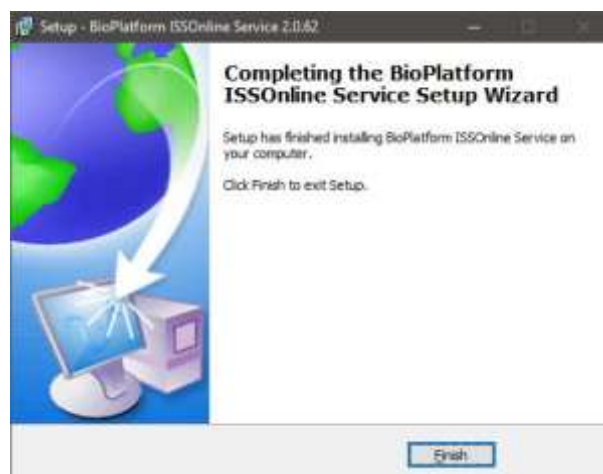 Setup - BioPlatform ISSOnline Service 2.0.62
Completing the BioPlatform
ISSOnline Service Setup Wizard
Setup has finished installing BioPlatform ISSOnline Service on
your computer.
Click Finish to exit Setup.
Finish